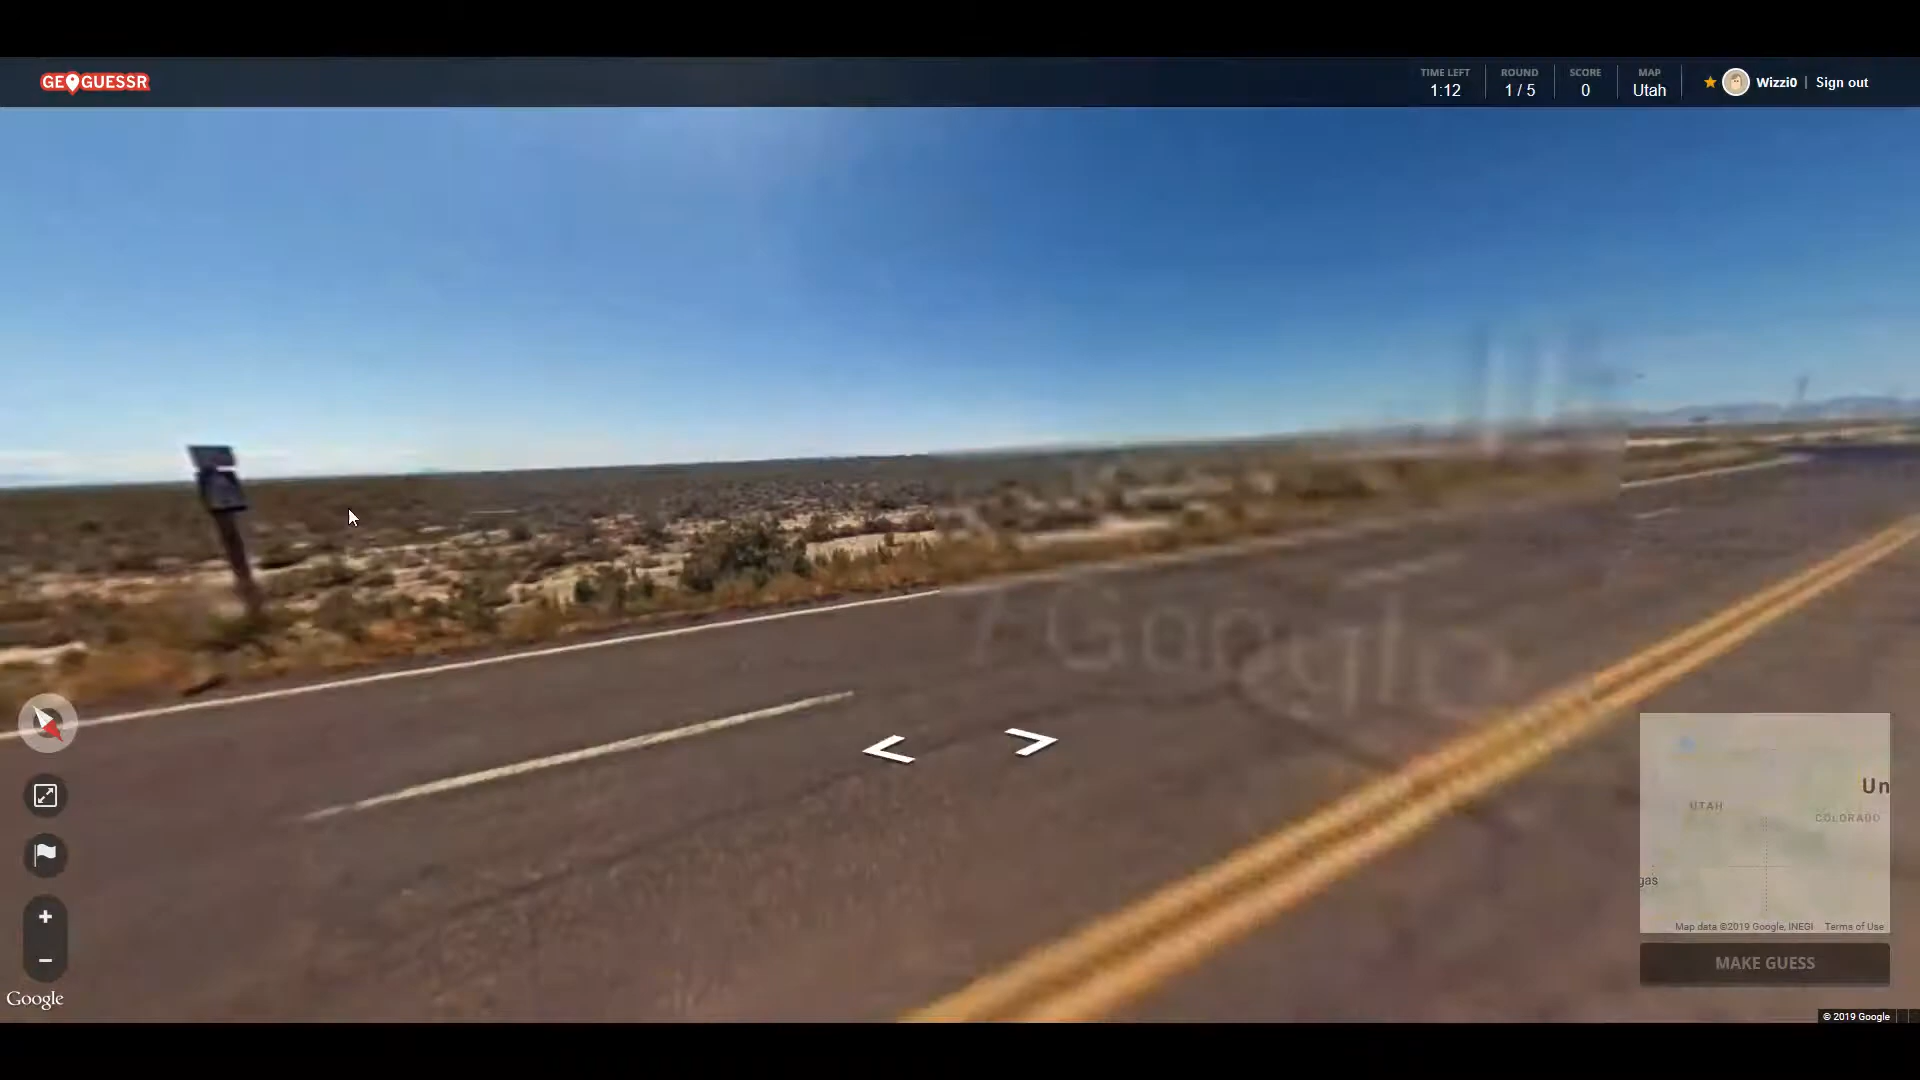 GEOGUESSR
TIME LEFT
1:12
ROUND
1 / 5
SCORE
0
MAP
Utah
Wizzi0 | Sign out
Google
Un
UTAH
COLORADO
gas
Map data ©2019 Google, INEGI Terms of Use
MAKE GUESS
Google
© 2019 Google